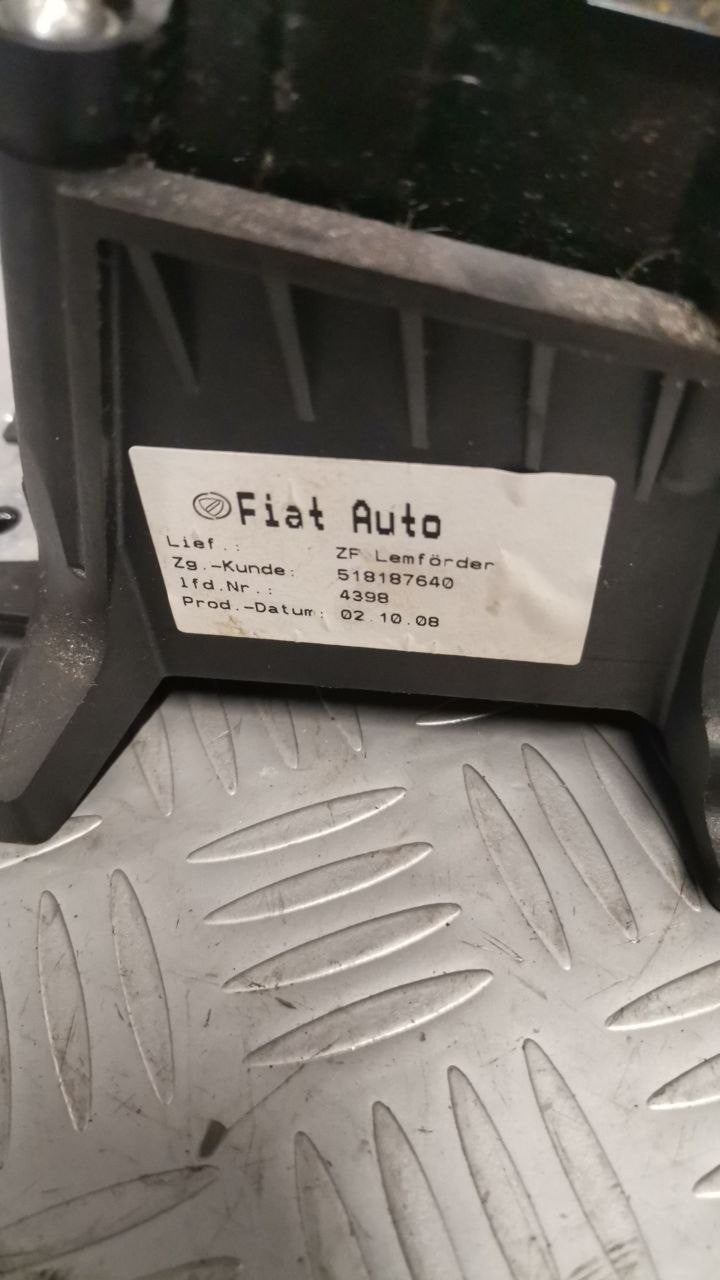 Fiat Auto
Lief.: ZF Lemförder
Zg.-Kunde: 518187640
lfd.Nr.: 4398
Prod.-Datum: 02.10.08